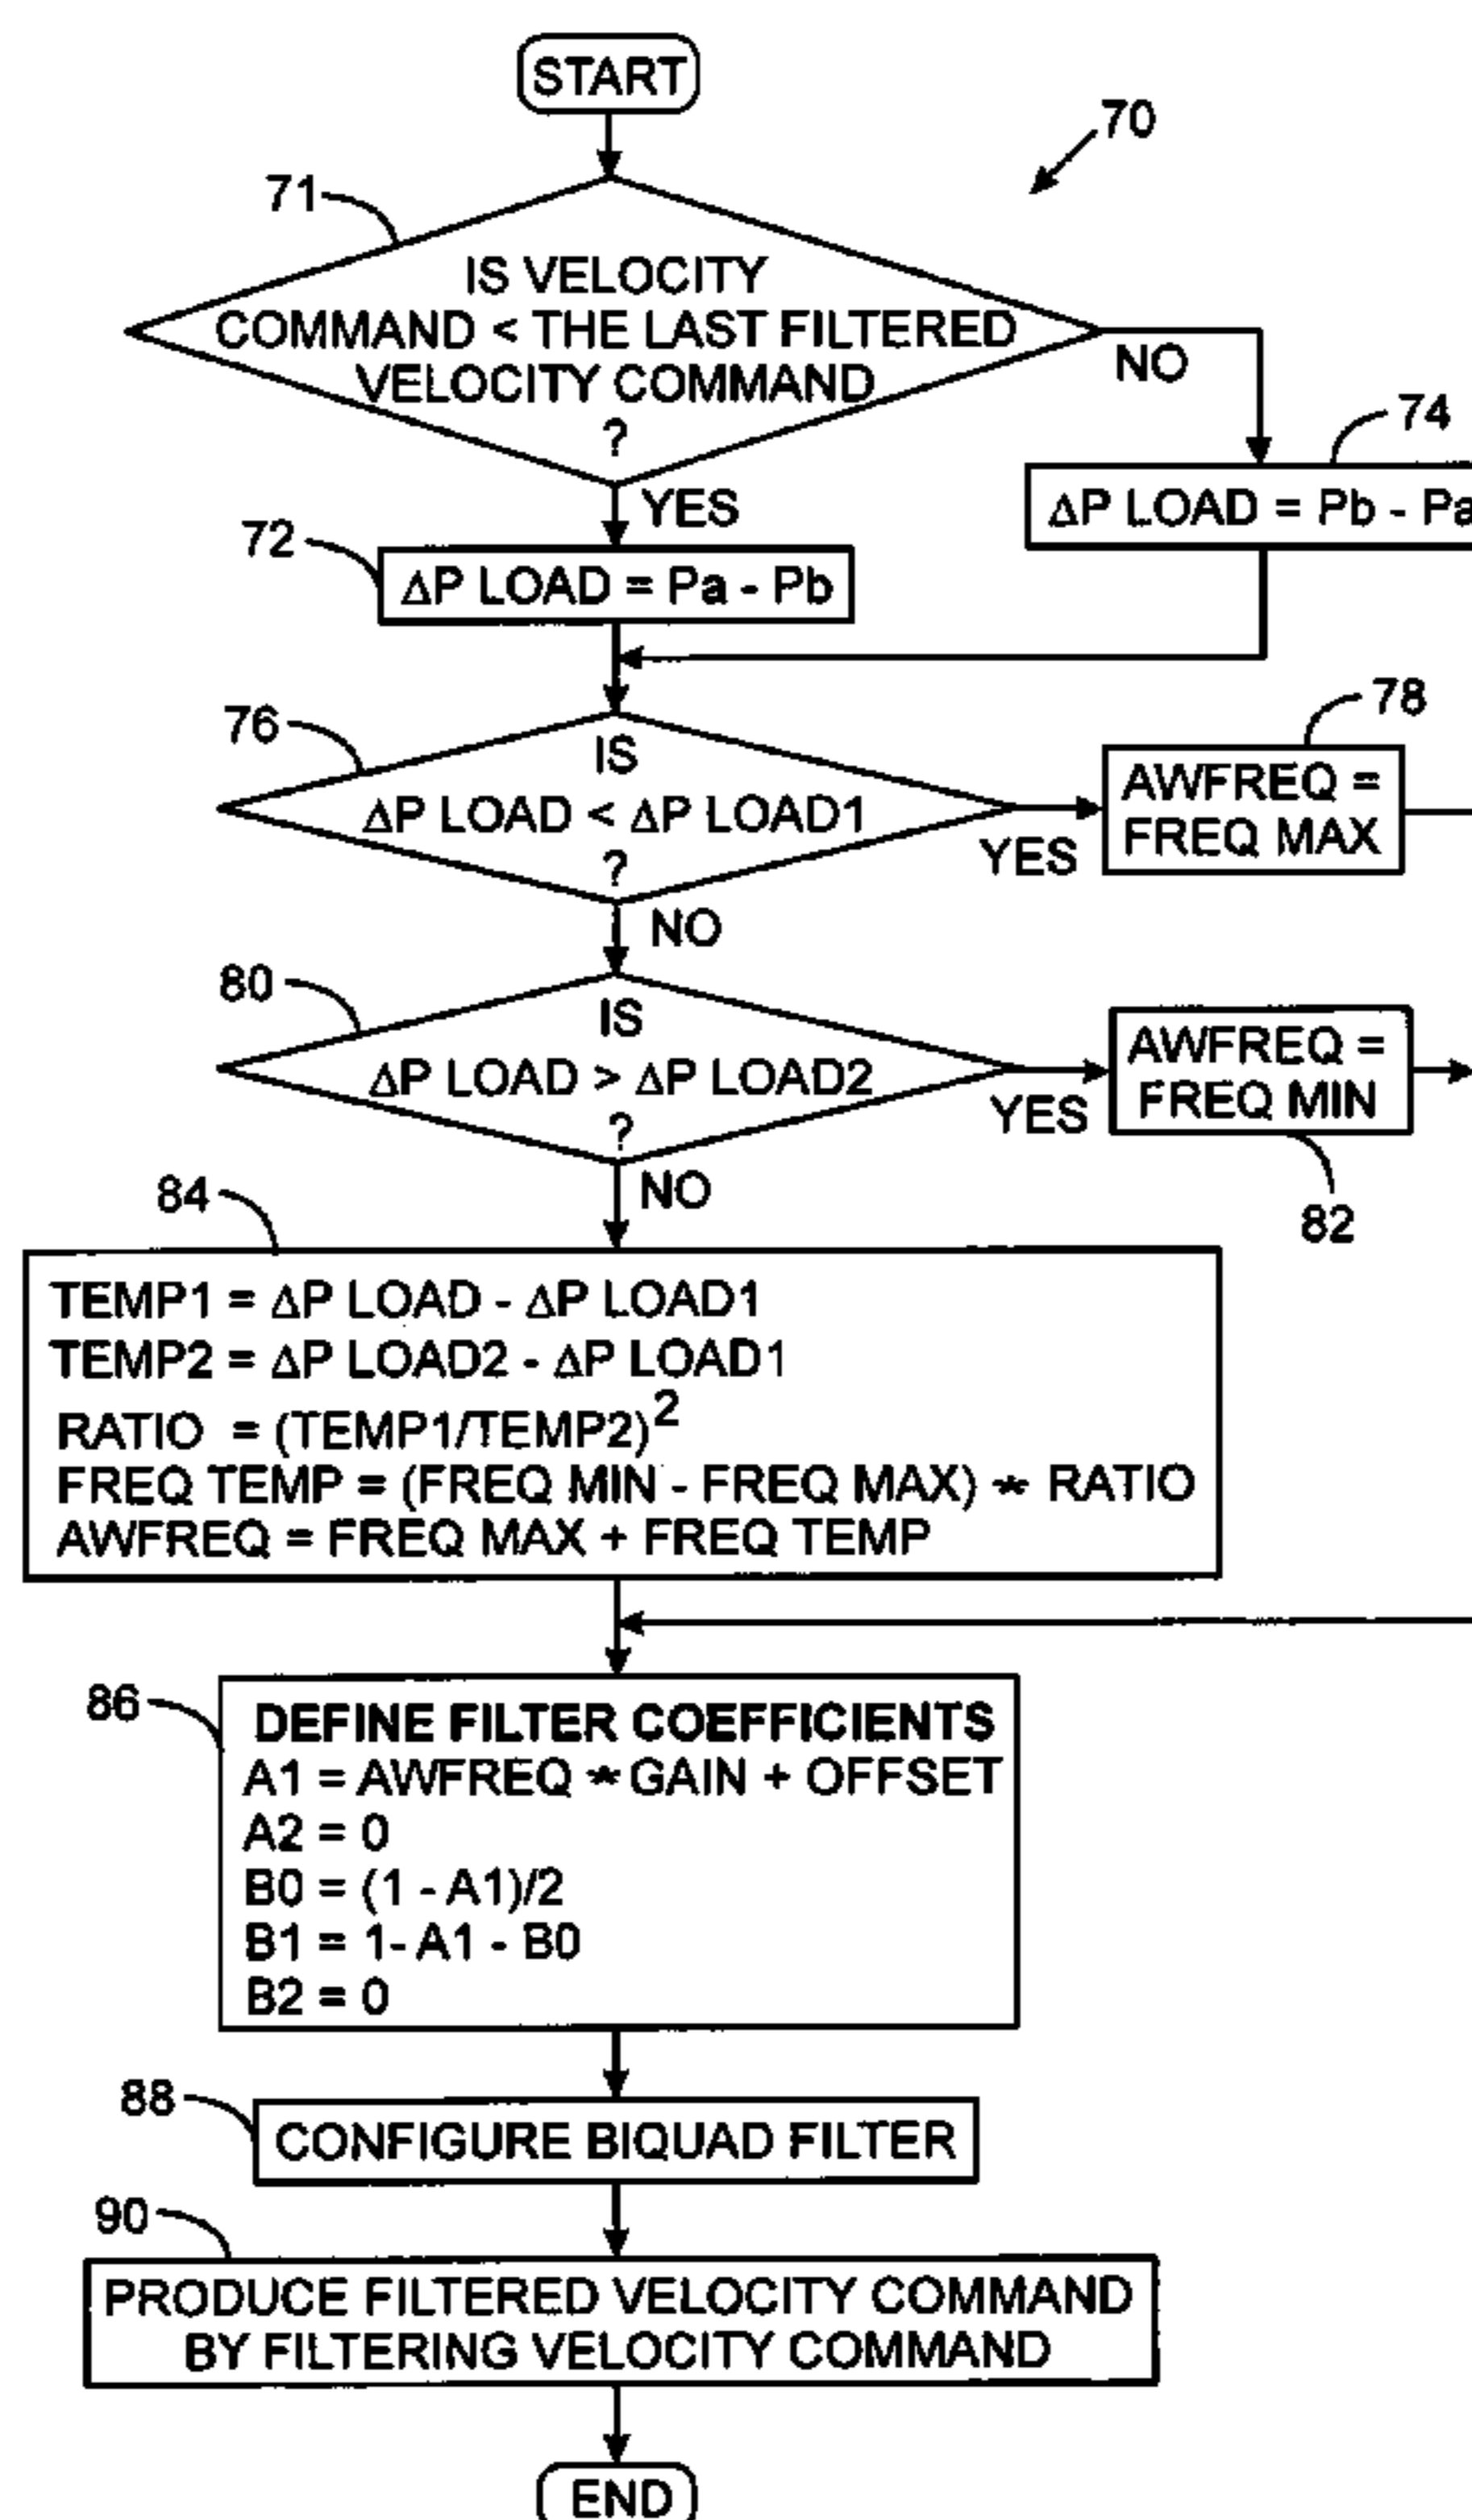 START
70
71
IS VELOCITY
COMMAND < THE LAST FILTERED
VELOCITY COMMAND
?
NO
74
ΔP LOAD = Pb - Pa
YES
72
ΔP LOAD = Pa - Pb
76
IS
ΔP LOAD < ΔP LOAD1
?
YES
78
AWFREQ =
FREQ MAX
NO
80
IS
ΔP LOAD > ΔP LOAD2
?
YES
AWFREQ =
FREQ MIN
82
NO
84
TEMP1 = ΔP LOAD - ΔP LOAD1
TEMP2 = ΔP LOAD2 - ΔP LOAD1
RATIO = (TEMP1/TEMP2)²
FREQ TEMP = (FREQ MIN - FREQ MAX) * RATIO
AWFREQ = FREQ MAX + FREQ TEMP
86
DEFINE FILTER COEFFICIENTS
A1 = AWFREQ * GAIN + OFFSET
A2 = 0
B0 = (1 - A1)/2
B1 = 1- A1 - B0
B2 = 0
88
CONFIGURE BIQUAD FILTER
90
PRODUCE FILTERED VELOCITY COMMAND
BY FILTERING VELOCITY COMMAND
END